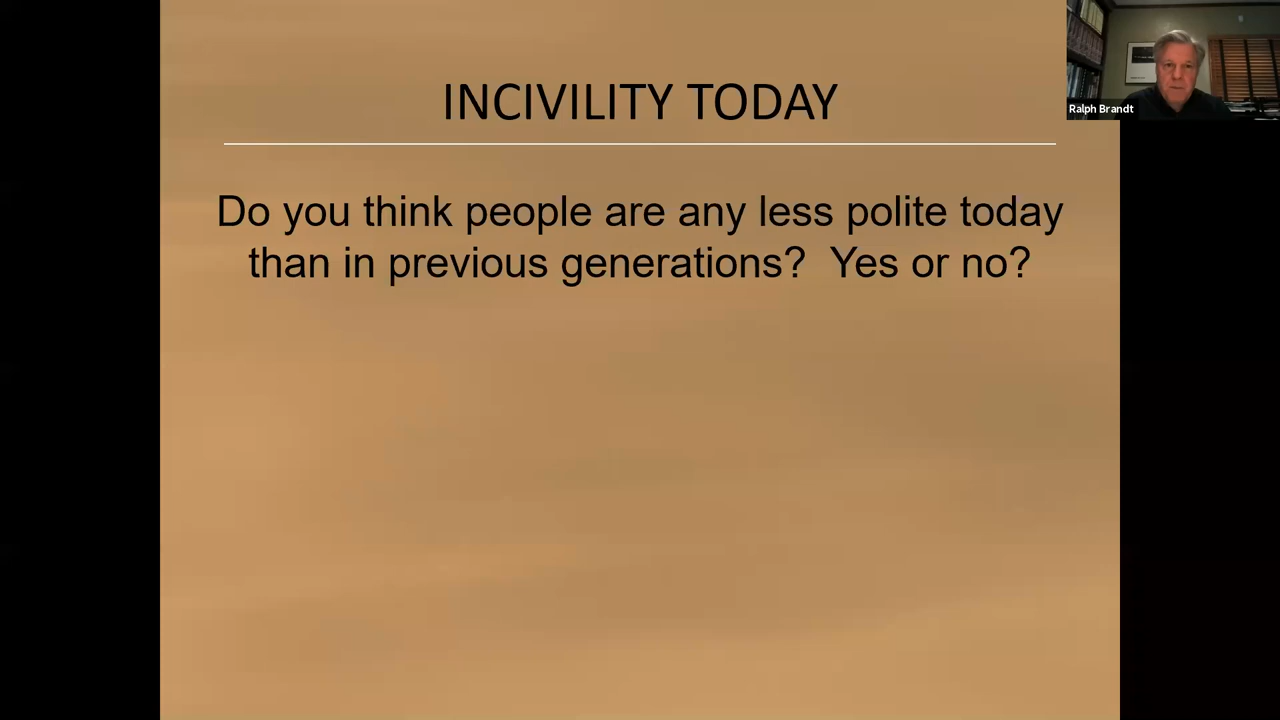 INCIVILITY TODAY
Ralph Brandt
Do you think people are any less polite today
than in previous generations?  Yes or no?